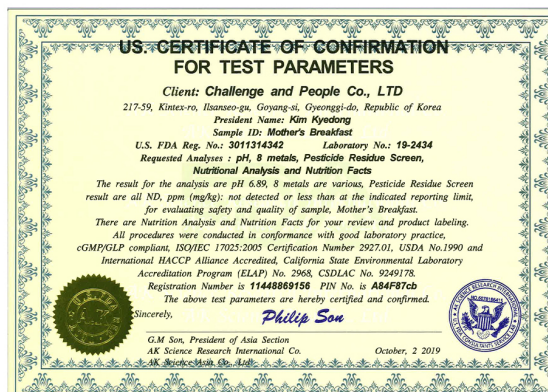 US. CERTIFICATE OF CONFIRMATION
FOR TEST PARAMETERS
Client: Challenge and People Co., LTD
217-59, Kintex-ro, Ilsanseo-gu, Goyang-si, Gyeonggi-do, Republic of Korea
President Name: Kim Kyedong
Sample ID: Mother's Breakfast
U.S. FDA Reg. No.: 3011314342 Laboratory No.: 19-2434
Requested Analyses : pH, 8 metals, Pesticide Residue Screen,
Nutritional Analysis and Nutrition Facts
The result for the analysis are pH 6.89, 8 metals are various, Pesticide Residue Screen
result are all ND, ppm (mg/kg): not detected or less than at the indicated reporting limit,
for evaluating safety and quality of sample, Mother's Breakfast.
There are Nutrition Analysis and Nutrition Facts for your review and product labeling.
All procedures were conducted in conformance with good laboratory practice,
cGMP/GLP compliant, ISO/IEC 17025:2005 Certification Number 2927.01, USDA No.1990 and
International HACCP Alliance Accredited, California State Environmental Laboratory
Accreditation Program (ELAP) No. 2968, CSDLAC No. 9249178.
Registration Number is 11448869156 PIN No. is A84F87cb
The above test parameters are hereby certified and confirmed.
Sincerely,
Philip Son
G.M Son, President of Asia Section
AK Science Research International Co. October, 2 2019
AK Science Asia Co., Ltd